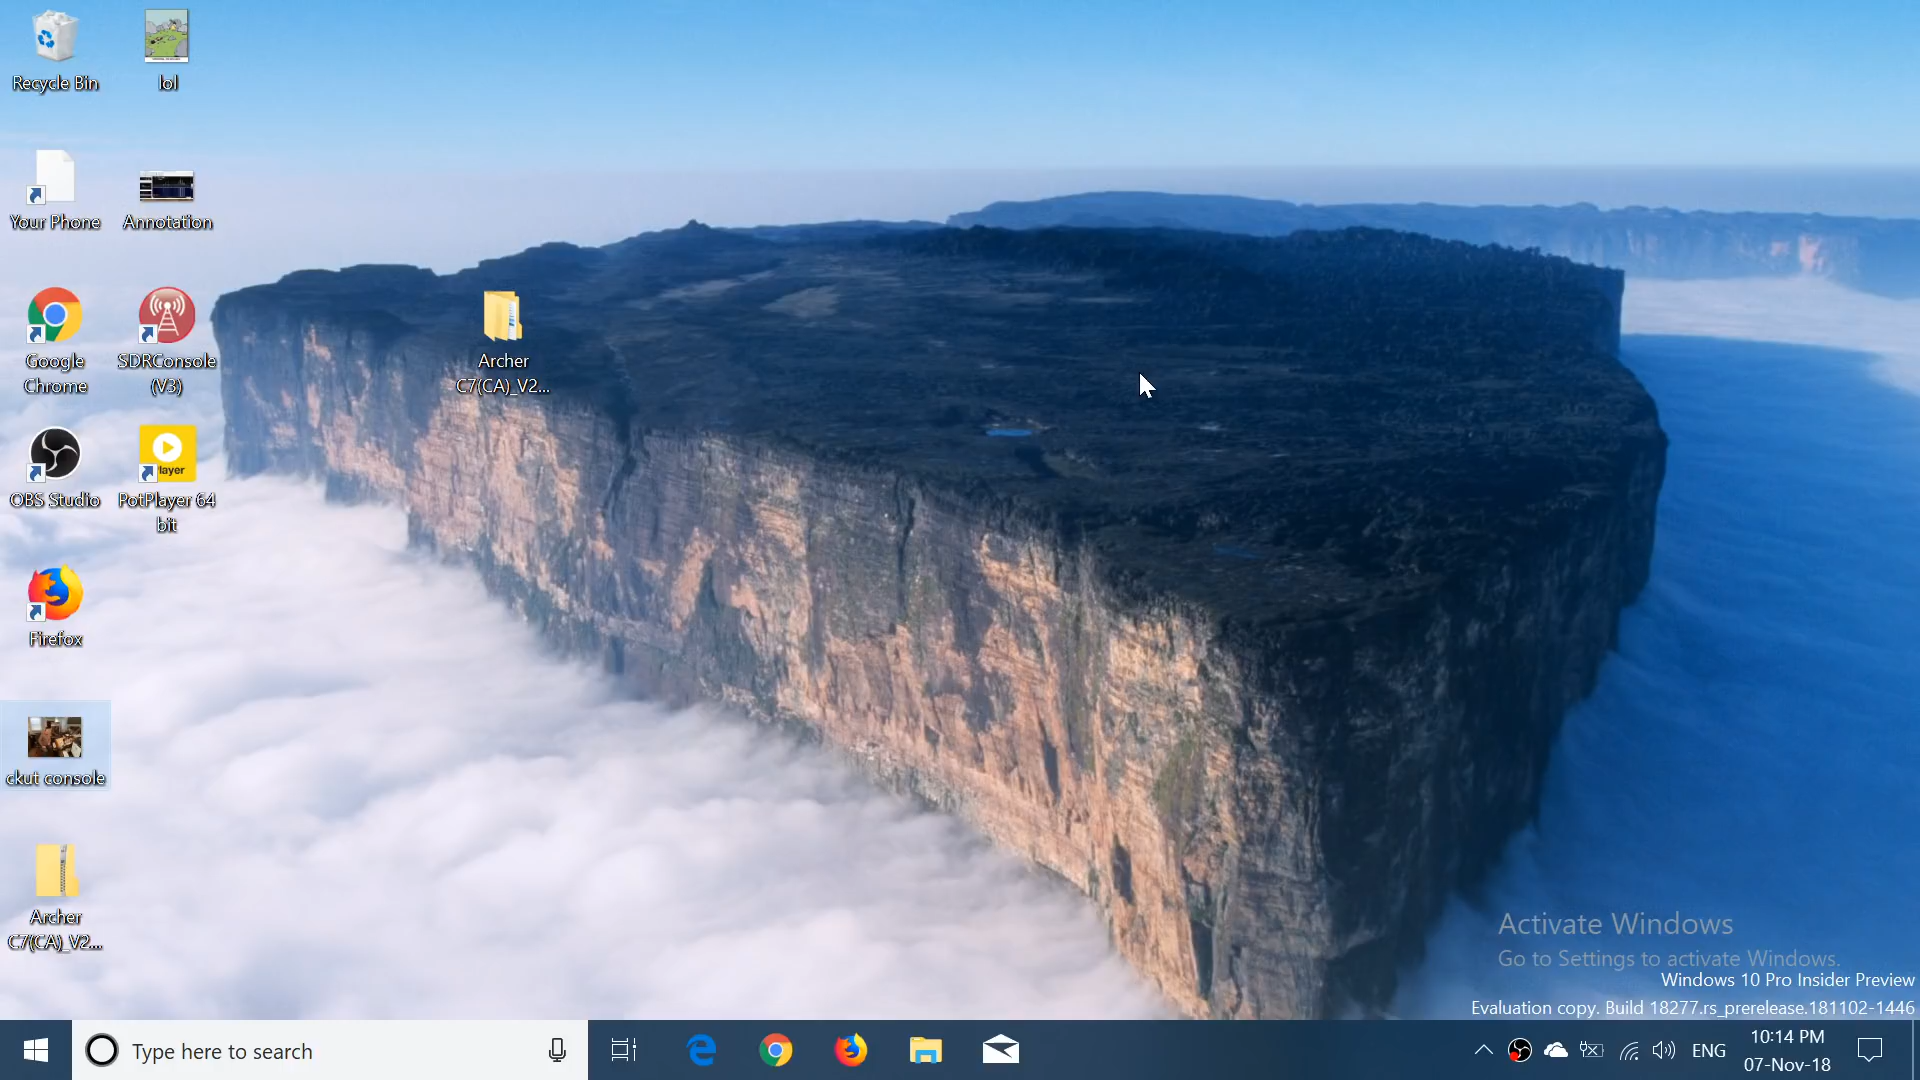 Recycle Bin
lol
Your Phone
Annotation
Google
Chrome
SDRConsole
(V3)
Archer
C7(CA)_V2...
OBS Studio
Player
PotPlayer 64
bit
Firefox
ckut console
Archer
C7(CA)_V2...
Activate Windows
Go to Settings to activate Windows.
Windows 10 Pro Insider Preview
Evaluation copy. Build 18277.rs_prerelease.181102-1446
Type here to search
ENG
10:14 PM
07-Nov-18